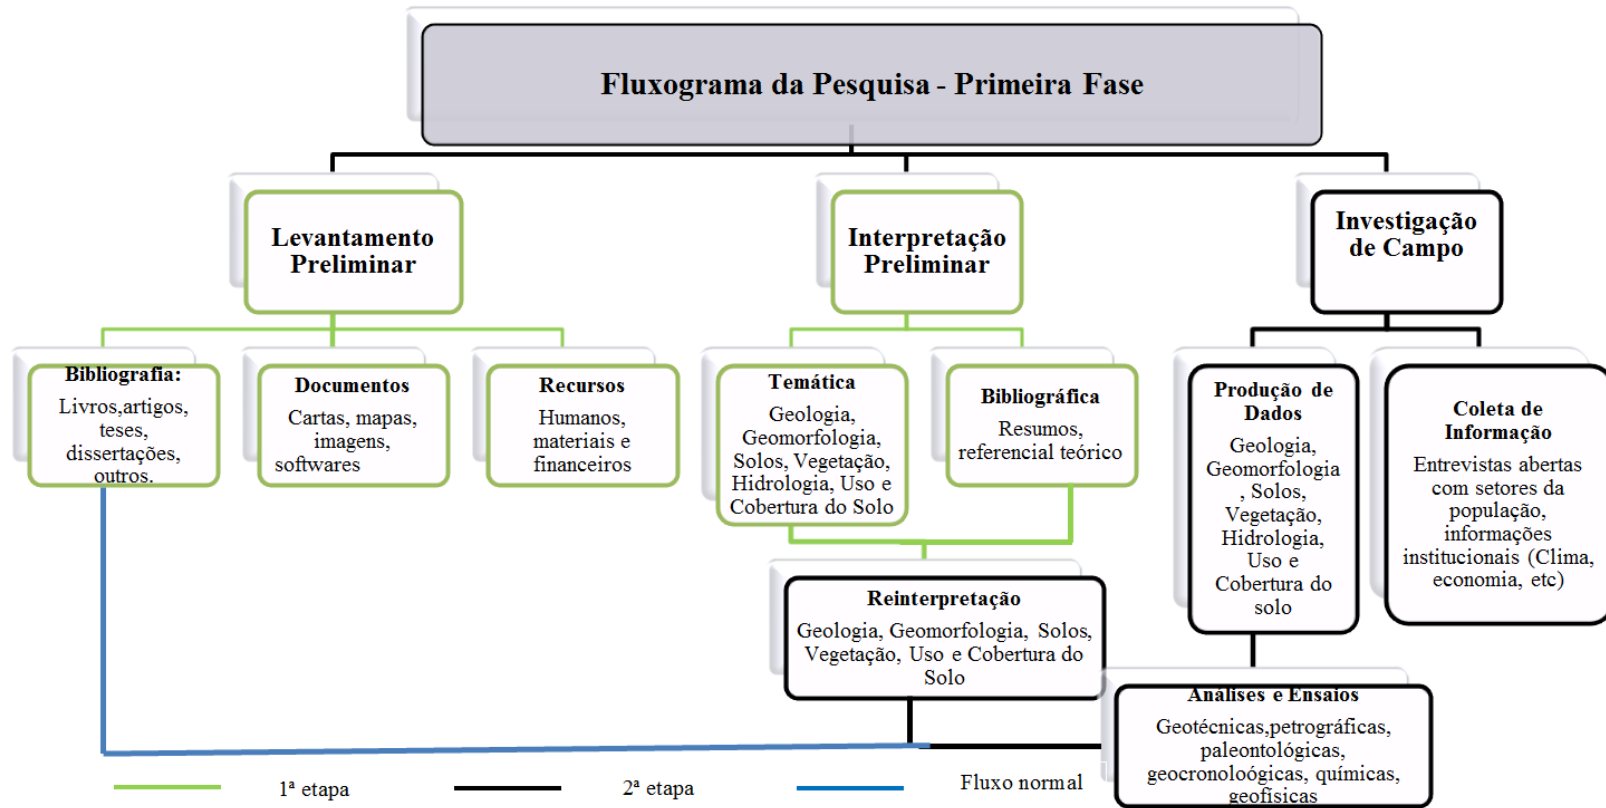 Fluxograma da Pesquisa - Primeira Fase
Levantamento
Preliminar
Interpretação
Preliminar
Investigação
de Campo
Bibliografia:
Livros,artigos,
teses,
dissertações,
outros.
Documentos
Cartas, mapas,
imagens,
softwares
Recursos
Humanos,
materiais e
financeiros
Temática
Geologia,
Geomorfologia,
Solos, Vegetação,
Hidrologia, Uso e
Cobertura do Solo
Bibliográfica
Resumos,
referencial teórico
Produção de
Dados
Geologia,
Geomorfologia
, Solos,
Vegetação,
Hidrologia,
Uso e
Cobertura do
solo
Coleta de
Informação
Entrevistas abertas
com setores da
população,
informações
institucionais (Clima,
economia, etc)
Reinterpretação
Geologia, Geomorfologia, Solos,
Vegetação, Uso e Cobertura do
Solo
Análises e Ensaios
Geotécnicas,petrográficas,
paleontológicas,
geocronoloógicas, químicas,
geofísicas
1ª etapa
2ª etapa
Fluxo normal